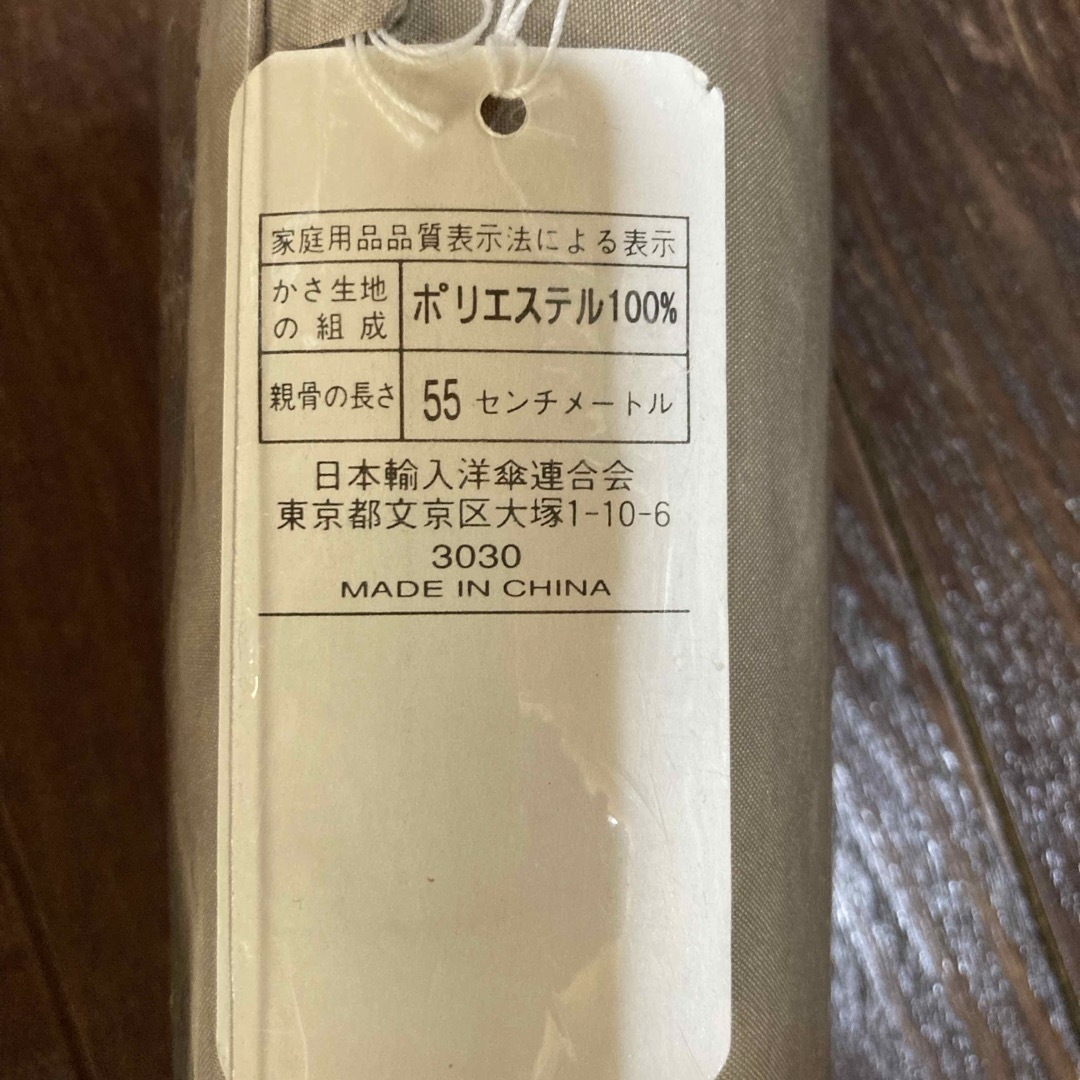 家庭用品品質表示法による表示
かさ生地
の組成
ポリエステル100%
親骨の長さ
55 センチメートル
日本輸入洋傘連合会
東京都文京区大塚1-10-6
3030
MADE IN CHINA